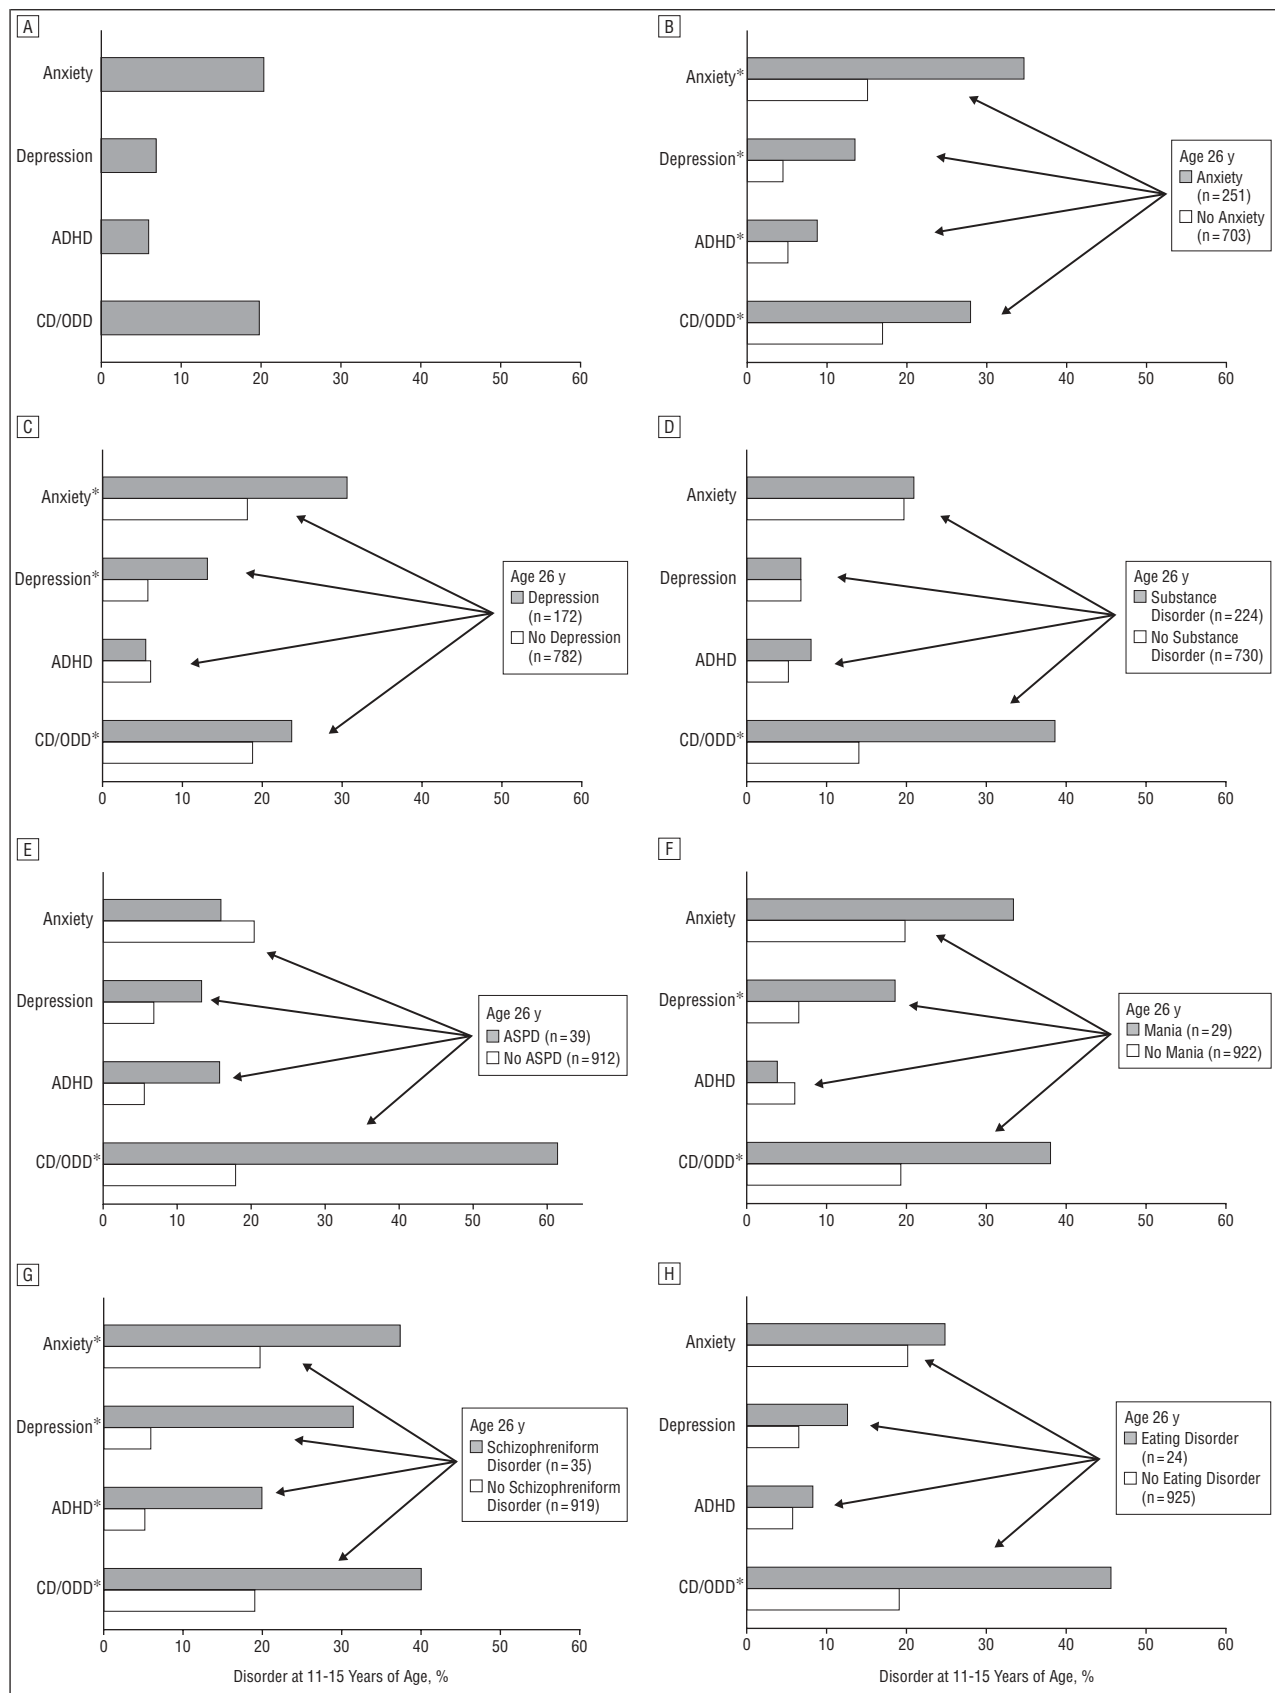 A
Anxiety
Depression
ADHD
CD/ODD
0 10 20 30 40 50 60
B
Anxiety*
Depression*
ADHD*
CD/ODD*
0 10 20 30 40 50 60
Age 26 y
Anxiety
(n=251)
No Anxiety
(n=703)
C
Anxiety*
Depression*
ADHD
CD/ODD*
0 10 20 30 40 50 60
Age 26 y
Depression
(n=172)
No Depression
(n=782)
D
Anxiety
Depression
ADHD
CD/ODD*
0 10 20 30 40 50 60
Age 26 y
Substance
Disorder (n=224)
No Substance
Disorder (n=730)
E
Anxiety
Depression
ADHD
CD/ODD*
0 10 20 30 40 50 60
Age 26 y
ASPD (n=39)
No ASPD (n=912)
F
Anxiety
Depression*
ADHD
CD/ODD*
0 10 20 30 40 50 60
Age 26 y
Mania (n=29)
No Mania (n=922)
G
Anxiety*
Depression*
ADHD*
CD/ODD*
0 10 20 30 40 50 60
Disorder at 11-15 Years of Age, %
Age 26 y
Schizophreniform
Disorder (n=35)
No Schizophreniform
Disorder (n=919)
H
Anxiety
Depression
ADHD
CD/ODD*
0 10 20 30 40 50 60
Disorder at 11-15 Years of Age, %
Age 26 y
Eating Disorder
(n=24)
No Eating Disorder
(n=925)